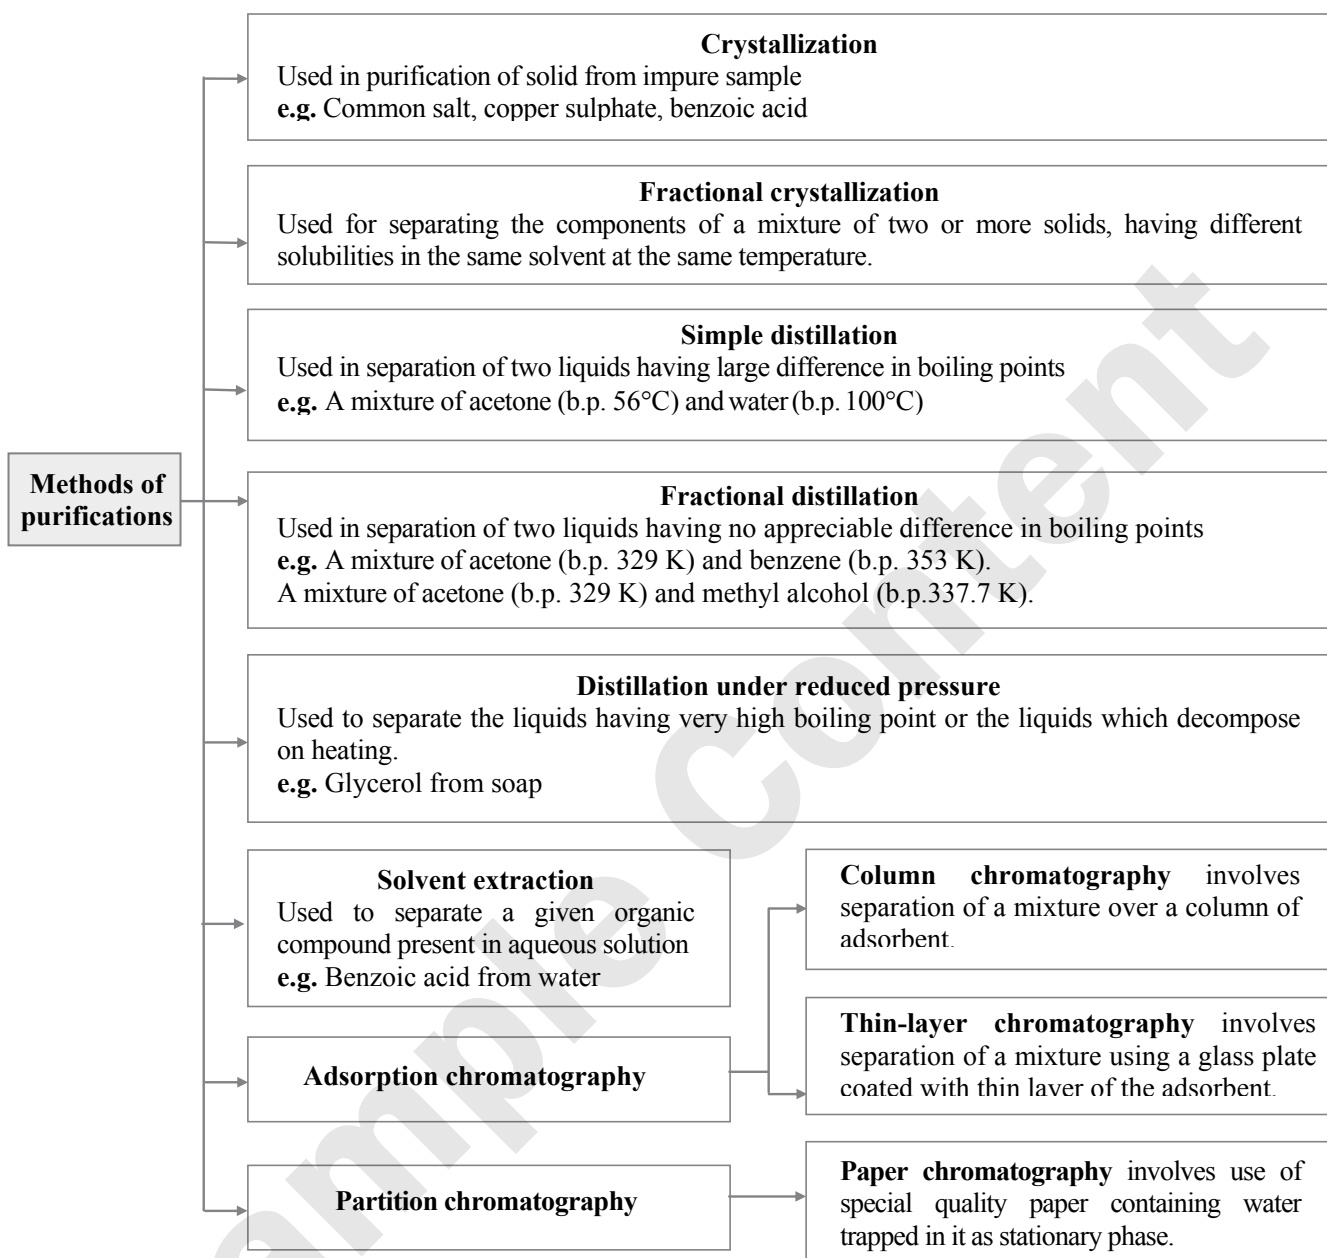 Crystallization
Used in purification of solid from impure sample
e.g. Common salt, copper sulphate, benzoic acid
Fractional crystallization
Used for separating the components of a mixture of two or more solids, having different
solubilities in the same solvent at the same temperature.
Simple distillation
Used in separation of two liquids having large difference in boiling points
e.g. A mixture of acetone (b.p. 56°C) and water (b.p. 100°C)
Methods of
purifications
Fractional distillation
Used in separation of two liquids having no appreciable difference in boiling points
e.g. A mixture of acetone (b.p. 329 K) and benzene (b.p. 353 K).
A mixture of acetone (b.p. 329 K) and methyl alcohol (b.p.337.7 K).
Distillation under reduced pressure
Used to separate the liquids having very high boiling point or the liquids which decompose
on heating.
e.g. Glycerol from soap
Solvent extraction
Used to separate a given organic
compound present in aqueous solution
e.g. Benzoic acid from water
Adsorption chromatography
Column chromatography involves
separation of a mixture over a column of
adsorbent.
Thin-layer chromatography involves
separation of a mixture using a glass plate
coated with thin layer of the adsorbent.
Partition chromatography
Paper chromatography involves use of
special quality paper containing water
trapped in it as stationary phase.
ample Content